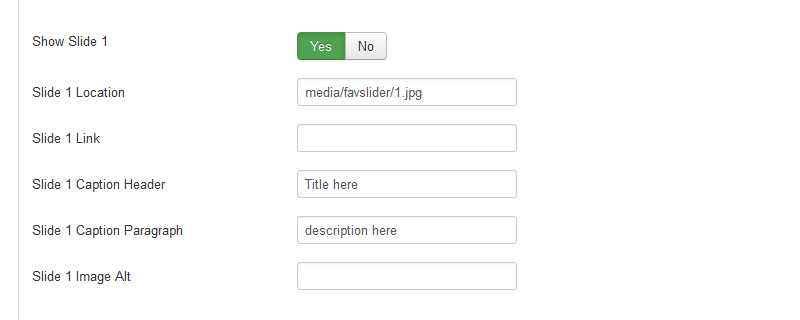 Show Slide 1 Yes No
Slide 1 Location media/favslider/1.jpg
Slide 1 Link
Slide 1 Caption Header Title here
Slide 1 Caption Paragraph description here
Slide 1 Image Alt